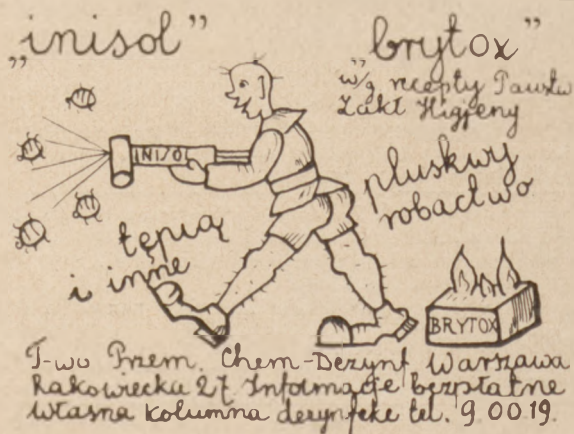 „inisol”
„brytox”
w/g recepty Państw
Zakł Higjeny
INISOL
pluskwy
robactwo
tępią
i inne
BRYTOX
T-wo Przem. Chem-Dezynf. Warszawa
Rakowiecka 27 Informacje bezpłatne
własna kolumna dezynfekc tel. 9 00 19.